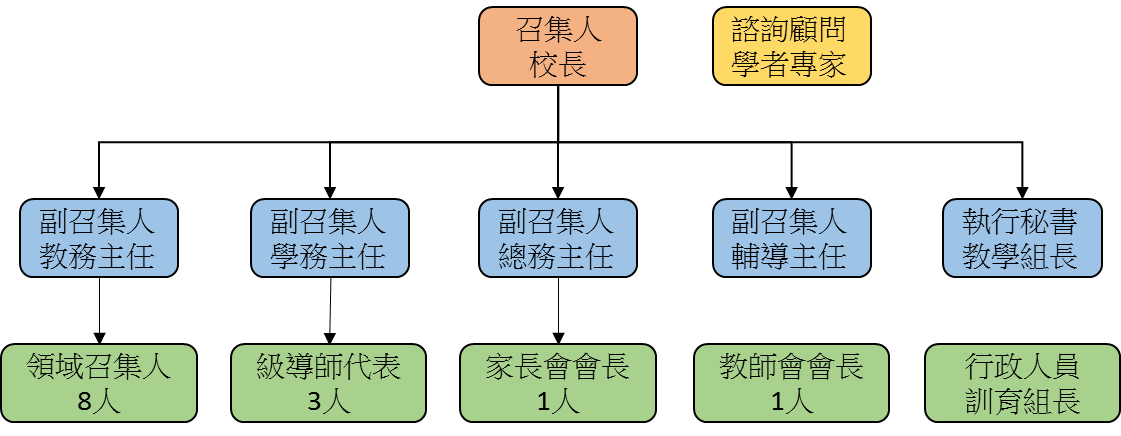 召集人
校長
諮詢顧問
學者專家
副召集人
教務主任
副召集人
學務主任
副召集人
總務主任
副召集人
輔導主任
執行秘書
教學組長
領域召集人
8人
級導師代表
3人
家長會會長
1人
教師會會長
1人
行政人員
訓育組長